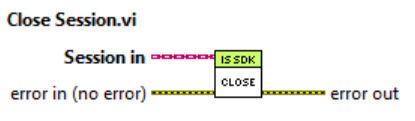 Close Session.vi
Session in
IS SDK
CLOSE
error in (no error)
error out